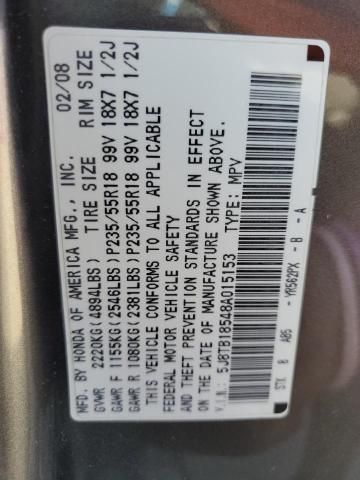 MFD. BY HONDA OF AMERICA MFG., INC. 02/08
GVWR 2220KG(4894LBS) TIRE SIZE RIM SIZE
GAWR F 1155KG(2546LBS)P235/55R18 99V 18X7 1/2J
GAWR R 1080KG(2381LBS)P235/55R18 99V 18X7 1/2J
THIS VEHICLE CONFORMS TO ALL APPLICABLE
FEDERAL MOTOR VEHICLE SAFETY
AND THEFT PREVENTION STANDARDS IN EFFECT
ON THE DATE OF MANUFACTURE SHOWN ABOVE.
V.I.N.: 5J8TB18548A015153 TYPE: MPV
STK 8 A85 - YR562PX - B - A